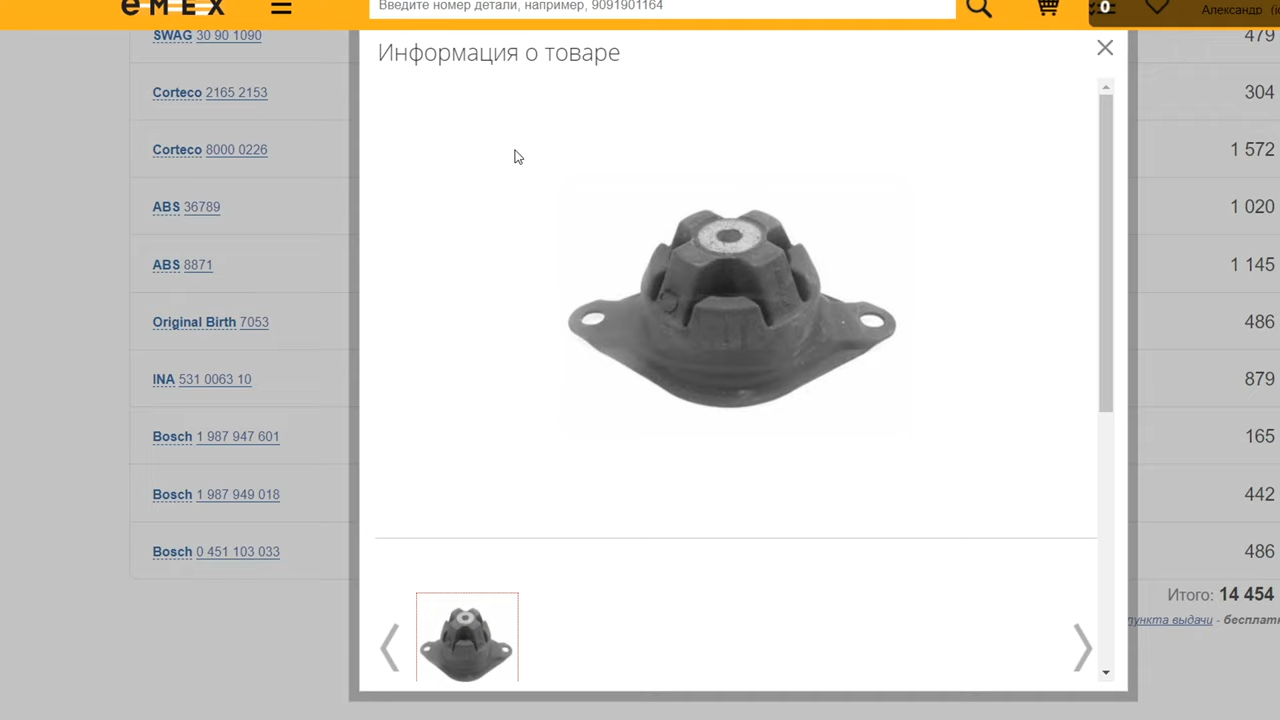 емех
Введите номер детали, например, 9091901164
0
Александр (i
SWAG 30 90 1090
479
Информация о товаре
Corteco 2165 2153
304
Corteco 8000 0226
1 572
ABS 36789
1 020
ABS 8871
1 145
Original Birth 7053
486
INA 531 0063 10
879
Bosch 1 987 947 601
165
Bosch 1 987 949 018
442
Bosch 0 451 103 033
486
Итого: 14 454
пункта выдачи - бесплатн